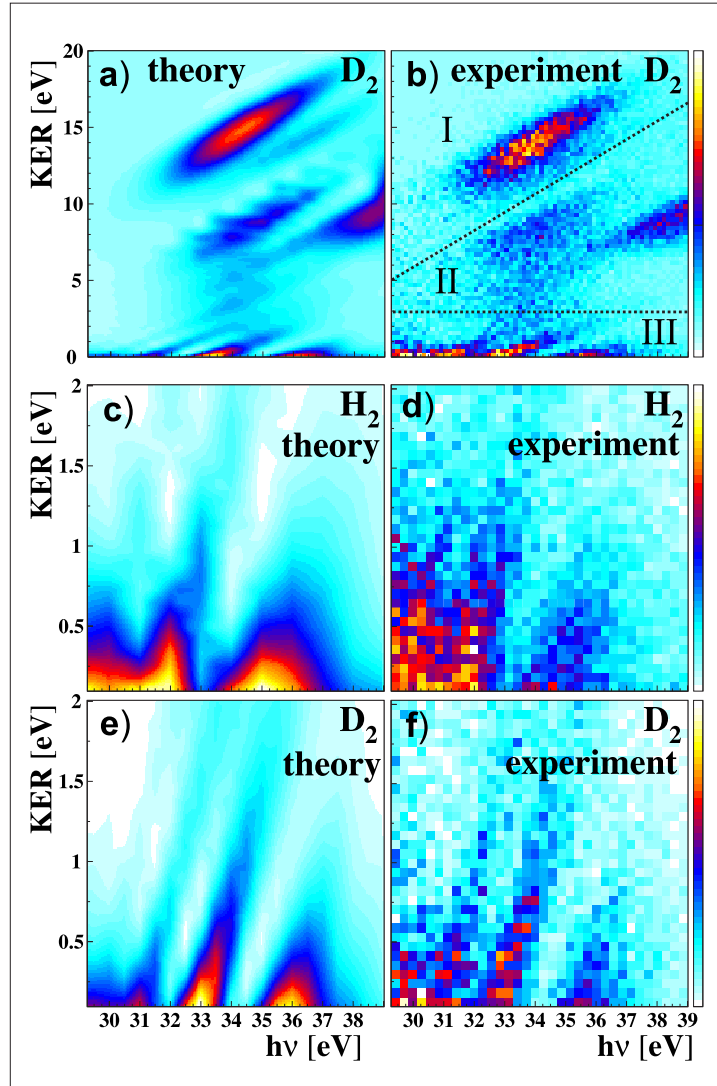 a) theory D2
b) experiment D2
KER [eV]
20
15
10
5
0
I
II
III
c) H2
theory
d) H2
experiment
KER [eV]
2
1.5
1
0.5
e) D2
theory
f) D2
experiment
KER [eV]
2
1.5
1
0.5
30 31 32 33 34 35 36 37 38
30 31 32 33 34 35 36 37 38 39
hν [eV]
hν [eV]